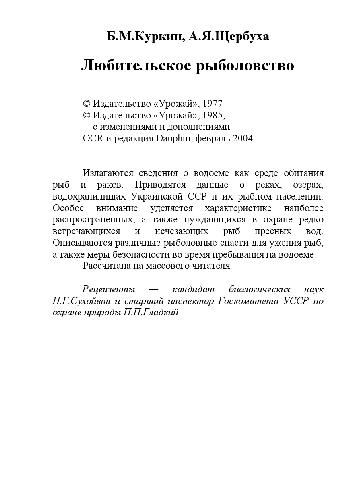 Б.М.Куркин, А.Я.Щербуха
Любительское рыболовство
© Издательство «Урожай», 1977
© Издательство «Урожай», 1985,
с изменениями и дополнениями
OCR и редакция Dauphin, февраль 2004
Излагаются сведения о водоеме как среде обитания
рыб и раков. Приводятся данные о реках, озерах,
водохранилищах Украинской ССР и их рыбном населении.
Особое внимание уделяется характеристике наиболее
распространенных, а также нуждающихся в охране редко
встречающихся и исчезающих рыб пресных вод.
Описываются различные рыболовные снасти для ужения рыб,
а также меры безопасности во время пребывания на водоеме.
Рассчитана на массового читателя.
Рецензенты — кандидат биологических наук
Н.Г.Сухойван и старший инспектор Госкомитета УССР по
охране природы П.П.Гладкий